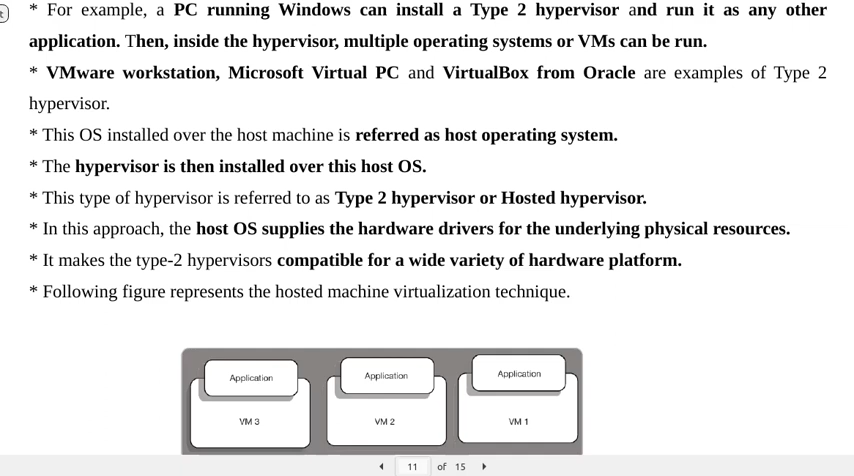 * For example, a PC running Windows can install a Type 2 hypervisor and run it as any other
application. Then, inside the hypervisor, multiple operating systems or VMs can be run.
* VMware workstation, Microsoft Virtual PC and VirtualBox from Oracle are examples of Type 2
hypervisor.
* This OS installed over the host machine is referred as host operating system.
* The hypervisor is then installed over this host OS.
* This type of hypervisor is referred to as Type 2 hypervisor or Hosted hypervisor.
* In this approach, the host OS supplies the hardware drivers for the underlying physical resources.
* It makes the type-2 hypervisors compatible for a wide variety of hardware platform.
* Following figure represents the hosted machine virtualization technique.
Application Application Application
VM 3 VM 2 VM 1
11 of 15